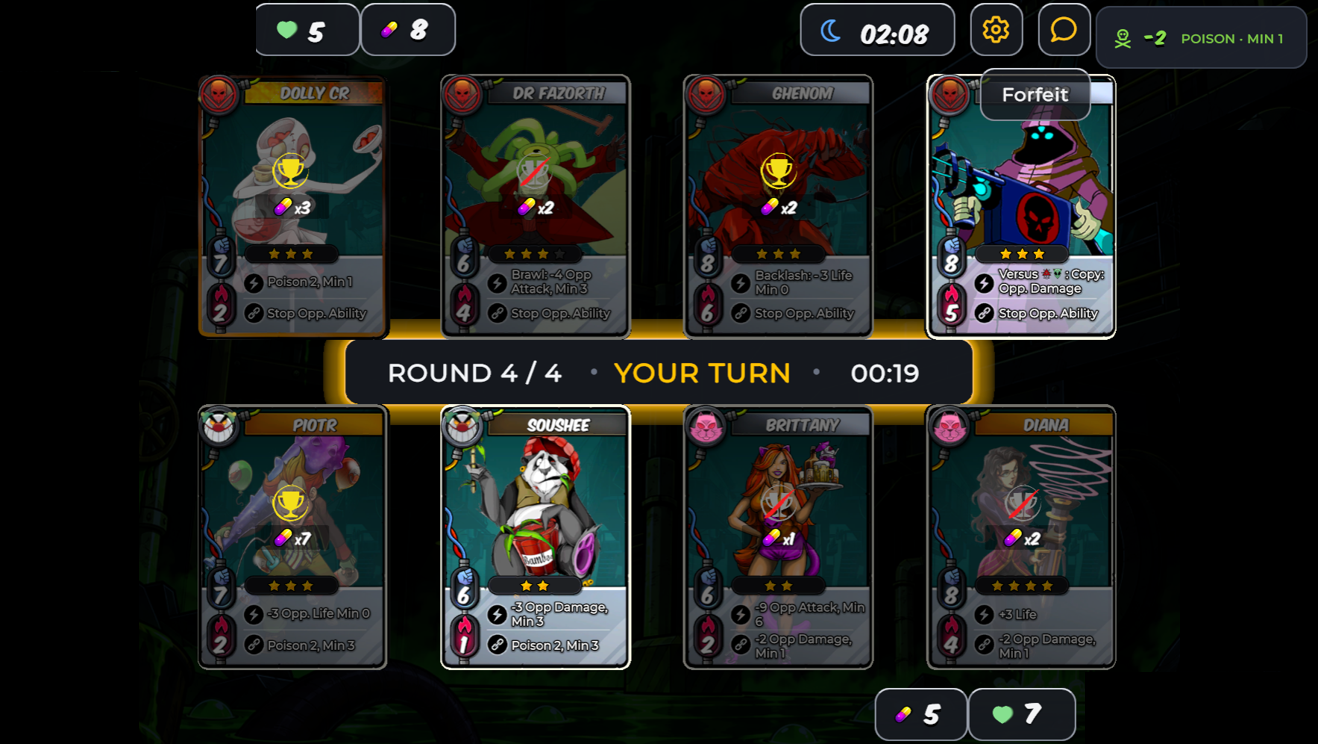 5
8
02:08
-2 POISON · MIN 1
Forfeit
DOLLY CR
x3
7
2
Poison 2, Min 1
Stop Opp. Ability
DR FAZORTH
x2
6
4
Brawl: -4 Opp
Attack, Min 3
Stop Opp. Ability
GHENOM
x2
8
6
Backlash: -3 Life
Min 0
Stop Opp. Ability
8
5
Versus : Copy:
Opp. Damage
Stop Opp. Ability
ROUND 4 / 4 • YOUR TURN • 00:19
PIOTR
x7
7
2
-3 Opp. Life Min 0
Poison 2, Min 3
SOUSHEE
Bamboo
6
1
-3 Opp Damage,
Min 3
Poison 2, Min 3
BRITTANY
x1
6
2
-9 Opp Attack, Min
6
-2 Opp Damage,
Min 1
DIANA
x2
8
4
+3 Life
-2 Opp Damage,
Min 1
5
7